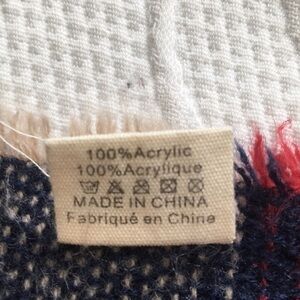 100%Acrylic
100%Acrylique
MADE IN CHINA
Fabriqué en Chine